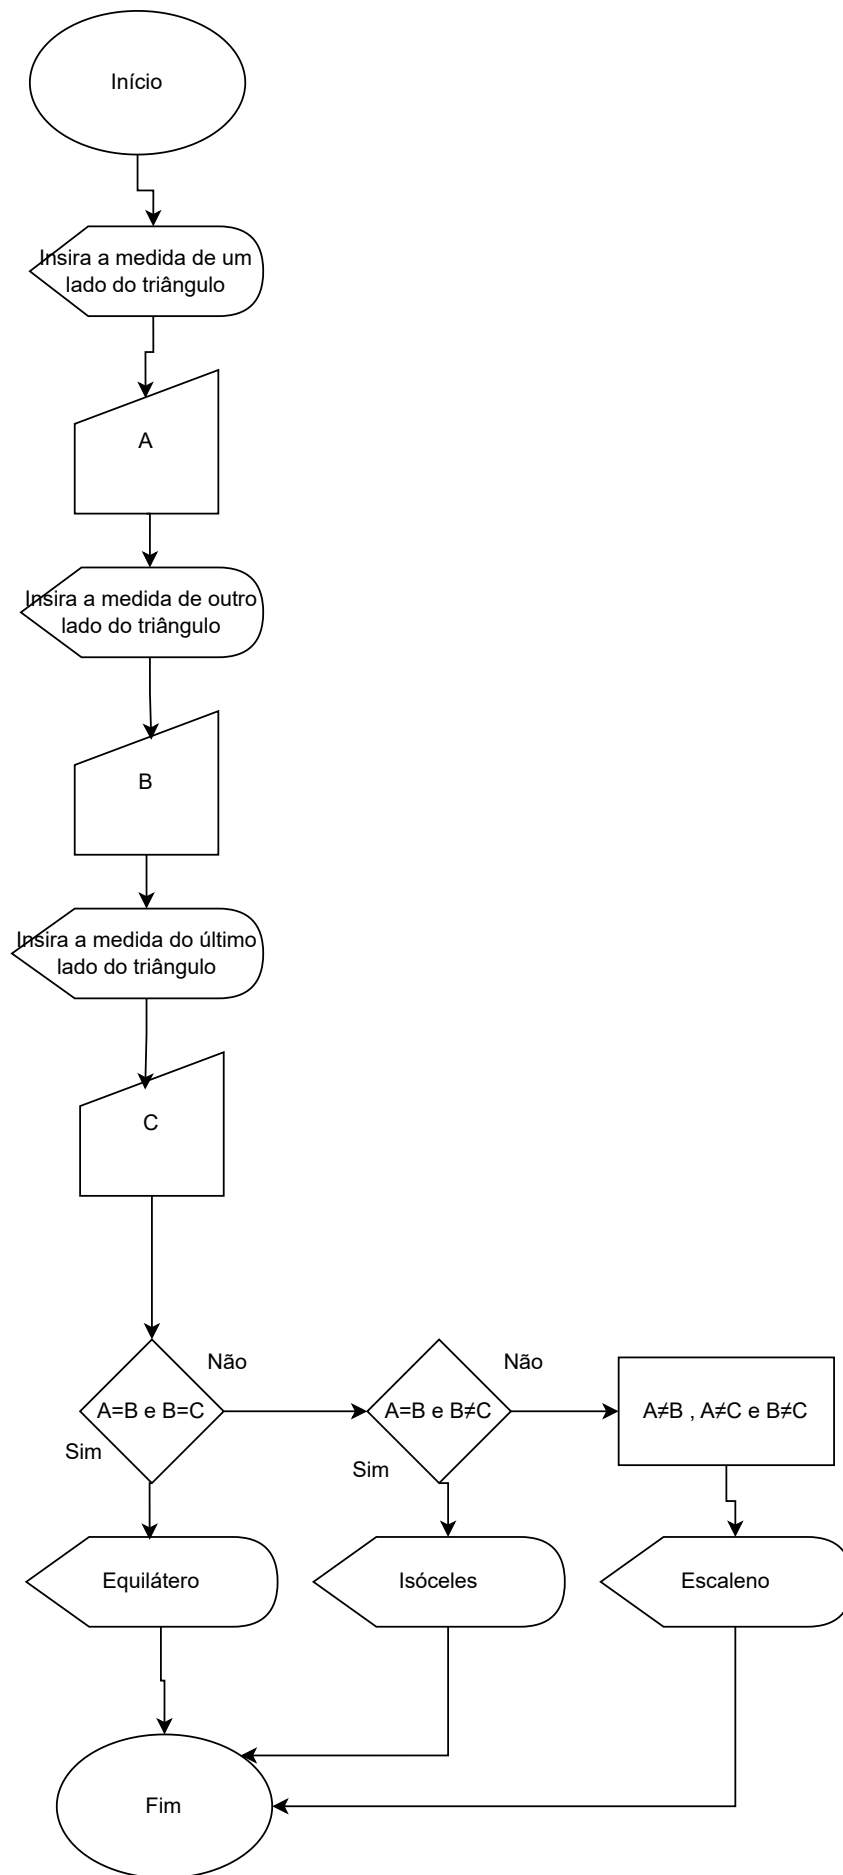 Início
Insira a medida de um
lado do triângulo
A
Insira a medida de outro
lado do triângulo
B
Insira a medida do último
lado do triângulo
C
Não
Não
A=B e B=C
A=B e B≠C
A≠B , A≠C e B≠C
Sim
Sim
Equilátero
Isóceles
Escaleno
Fim